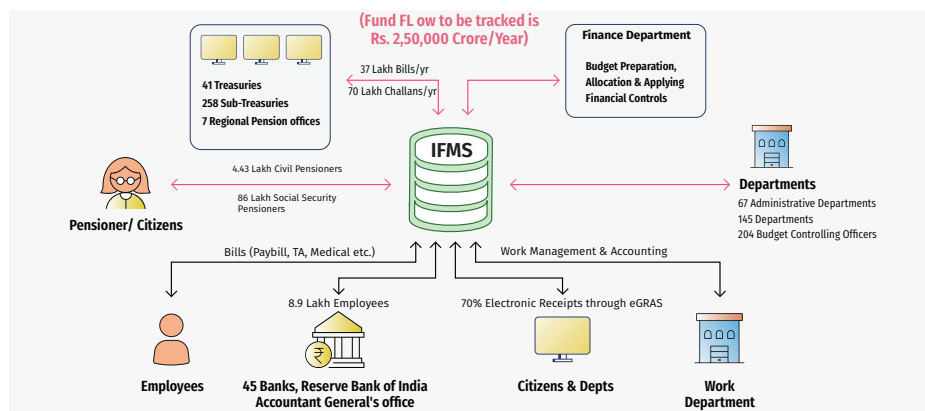 (Fund FL ow to be tracked is
Rs. 2,50,000 Crore/Year)
41 Treasuries
258 Sub-Treasuries
7 Regional Pension offices
37 Lakh Bills/yr
70 Lakh Challans/yr
Finance Department
Budget Preparation,
Allocation & Applying
Financial Controls
IFMS
4.43 Lakh Civil Pensioners
86 Lakh Social Security
Pensioners
Pensioner/ Citizens
Departments
67 Administrative Departments
145 Departments
204 Budget Controlling Officers
Bills (Paybill, TA, Medical etc.)
Work Management & Accounting
8.9 Lakh Employees
70% Electronic Receipts through eGRAS
₹
Employees
45 Banks, Reserve Bank of India
Accountant General's office
Citizens & Depts
Work
Department